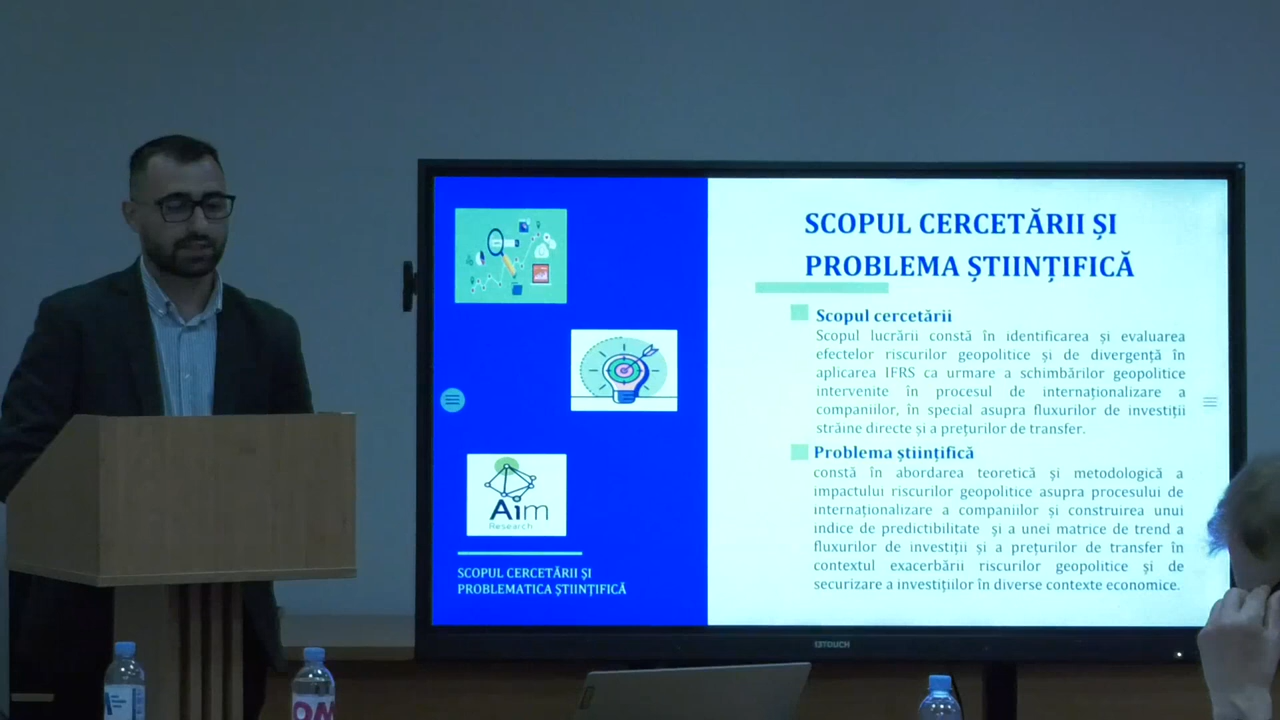 SCOPUL CERCETĂRII ȘI
PROBLEMA ȘTIINȚIFICĂ
Scopul cercetării
Scopul lucrării constă în identificarea și evaluarea
efectelor riscurilor geopolitice și de divergență în
aplicarea IFRS ca urmare a schimbărilor geopolitice
intervenite în procesul de internaționalizare a
companiilor, în special asupra fluxurilor de investiții
străine directe și a prețurilor de transfer.
Problema științifică
constă în abordarea teoretică și metodologică a
impactului riscurilor geopolitice asupra procesului de
internaționalizare a companiilor și construirea unui
indice de predictibilitate și a unei matrice de trend a
fluxurilor de investiții și a prețurilor de transfer în
contextul exacerbării riscurilor geopolitice și de
securizare a investițiilor în diverse contexte economice.
Aim
Research
SCOPUL CERCETĂRII ȘI
PROBLEMATICA ȘTIINȚIFICĂ
OM